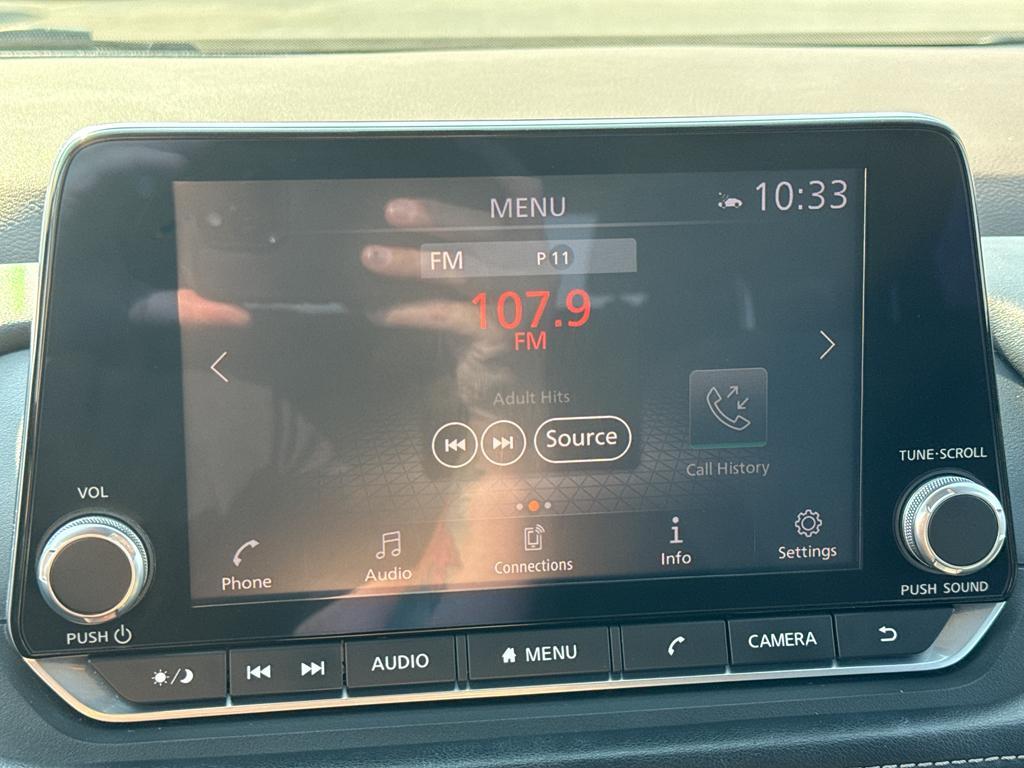 MENU
10:33
FM P 11
107.9
FM
Adult Hits
Source
Call History
Phone
Audio
Connections
Info
Settings
VOL
PUSH
TUNE·SCROLL
PUSH SOUND
AUDIO
MENU
CAMERA